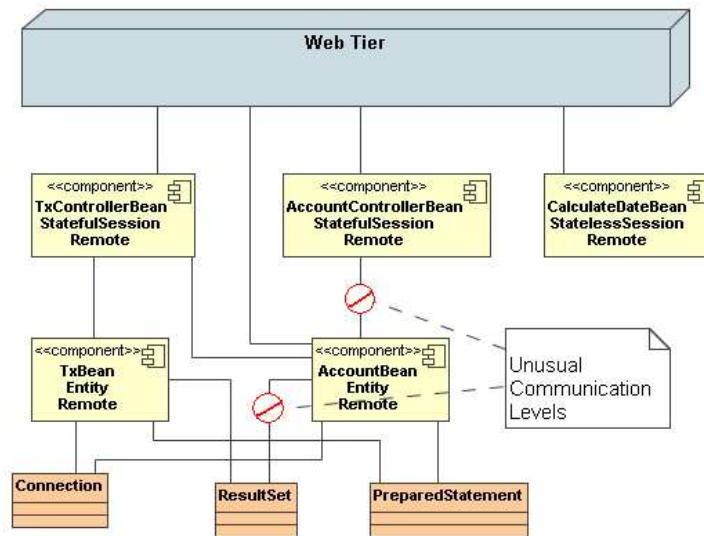 Web Tier
<<component>>
TxControllerBean
StatefulSession
Remote
<<component>>
AccountControllerBean
StatefulSession
Remote
<<component>>
CalculateDateBean
StatelessSession
Remote
<<component>>
TxBean
Entity
Remote
<<component>>
AccountBean
Entity
Remote
Unusual
Communication
Levels
Connection
ResultSet
PreparedStatement